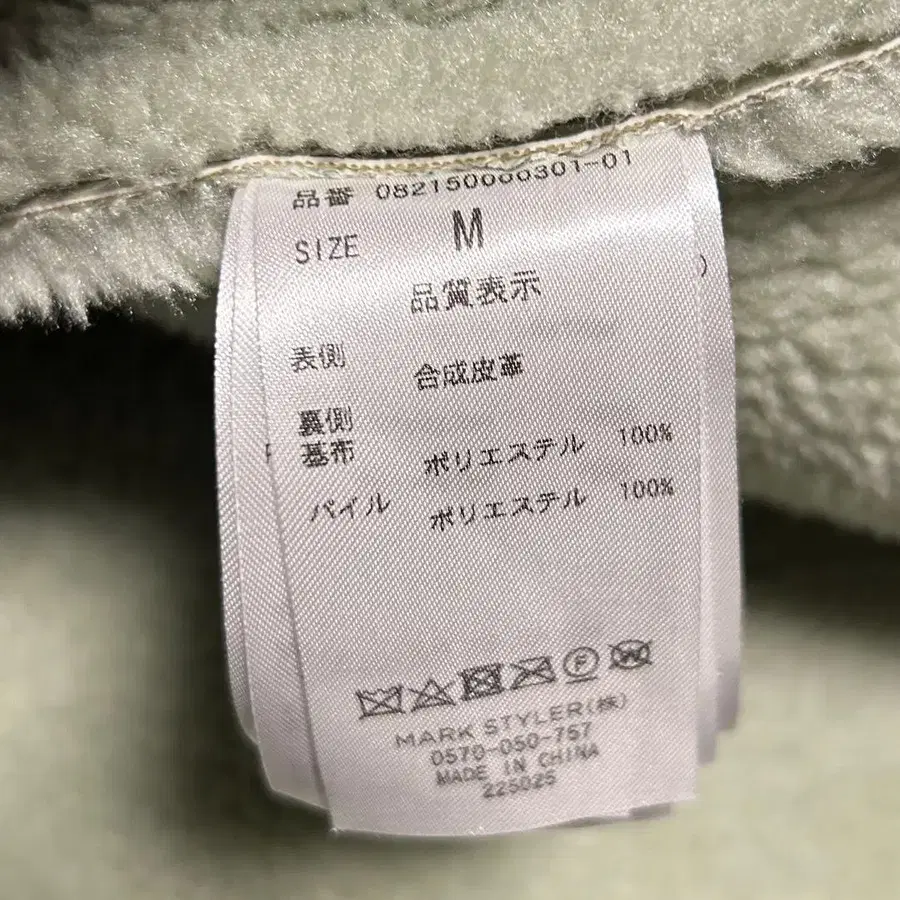 品番 082150000301-01
SIZE M
品質表示
表側 合成皮革
裏側
基布 ポリエステル 100%
パイル ポリエステル 100%
MARK STYLER(株)
0570-050-757
MADE IN CHINA
225025